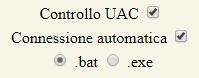 Controllo UAC
Connessione automatica
.bat .exe